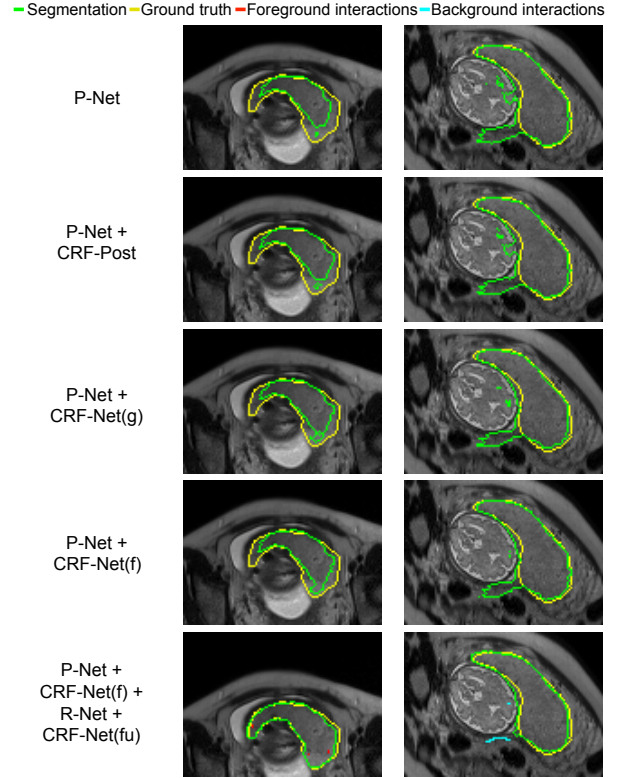 Segmentation Ground truth Foreground interactions Background interactions
P-Net
P-Net +
CRF-Post
P-Net +
CRF-Net(g)
P-Net +
CRF-Net(f)
P-Net +
CRF-Net(f) +
R-Net +
CRF-Net(fu)